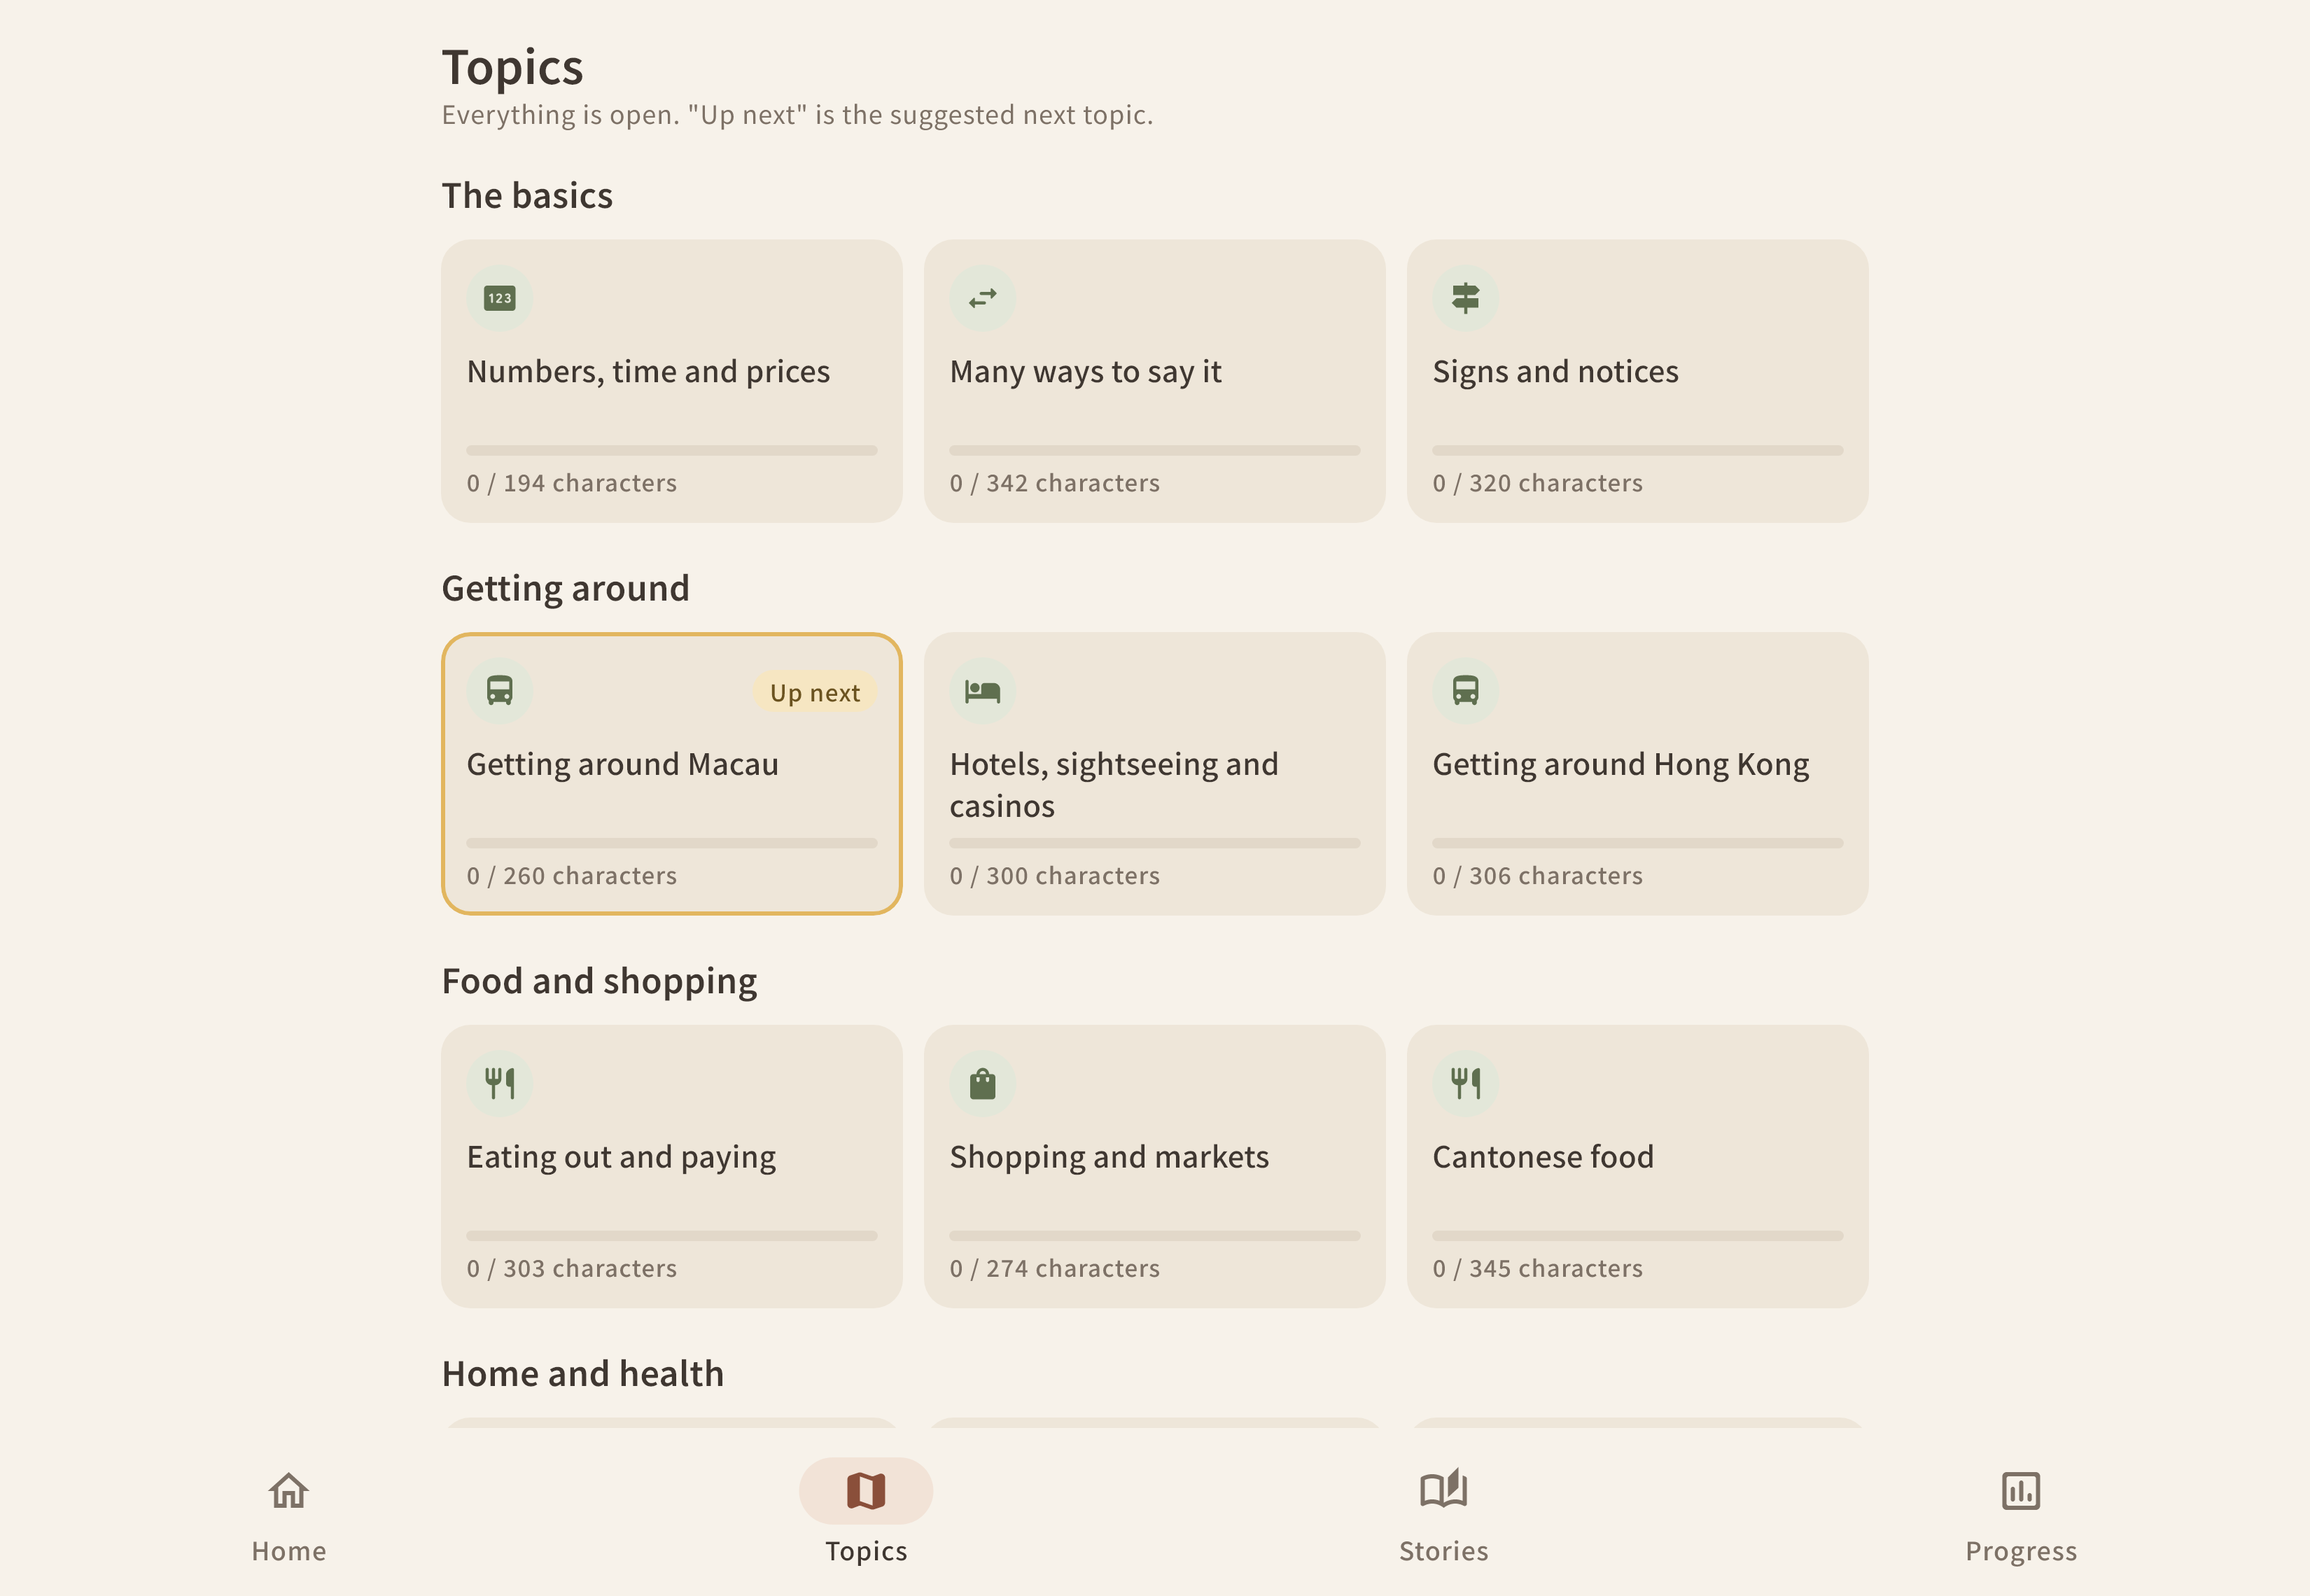 Topics
Everything is open. "Up next" is the suggested next topic.
The basics
123
Numbers, time and prices
0 / 194 characters
Many ways to say it
0 / 342 characters
Signs and notices
0 / 320 characters
Getting around
Up next
Getting around Macau
0 / 260 characters
Hotels, sightseeing and
casinos
0 / 300 characters
Getting around Hong Kong
0 / 306 characters
Food and shopping
Eating out and paying
0 / 303 characters
Shopping and markets
0 / 274 characters
Cantonese food
0 / 345 characters
Home and health
Home
Topics
Stories
Progress